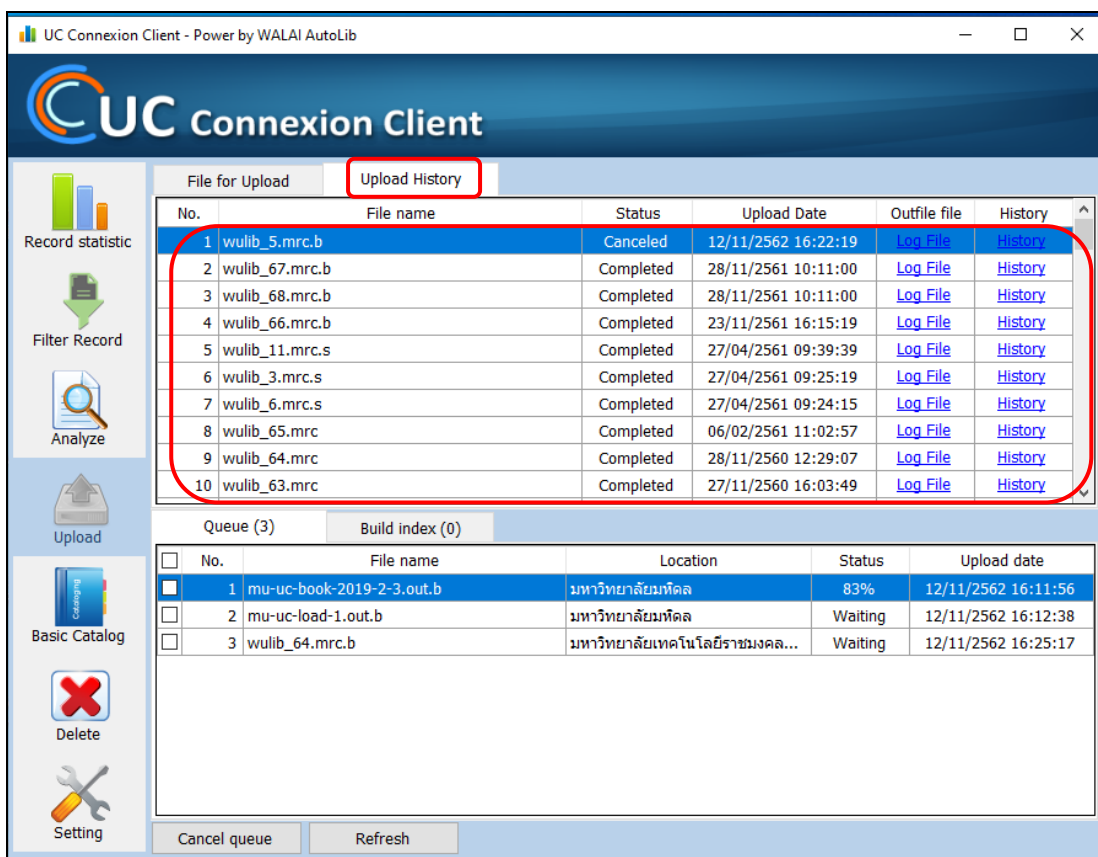 UC Connexion Client - Power by WALAI AutoLib
UC Connexion Client
Record statistic
Filter Record
Analyze
Upload
Cataloging
Basic Catalog
Delete
Setting
File for Upload Upload History
No. File name Status Upload Date Outfile file History
1 wulib_5.mrc.b Canceled 12/11/2562 16:22:19 Log File History
2 wulib_67.mrc.b Completed 28/11/2561 10:11:00 Log File History
3 wulib_68.mrc.b Completed 28/11/2561 10:11:00 Log File History
4 wulib_66.mrc.b Completed 23/11/2561 16:15:19 Log File History
5 wulib_11.mrc.s Completed 27/04/2561 09:39:39 Log File History
6 wulib_3.mrc.s Completed 27/04/2561 09:25:19 Log File History
7 wulib_6.mrc.s Completed 27/04/2561 09:24:15 Log File History
8 wulib_65.mrc Completed 06/02/2561 11:02:57 Log File History
9 wulib_64.mrc Completed 28/11/2560 12:29:07 Log File History
10 wulib_63.mrc Completed 27/11/2560 16:03:49 Log File History
Queue (3) Build index (0)
No. File name Location Status Upload date
1 mu-uc-book-2019-2-3.out.b มหาวิทยาลัยมหิดล 83% 12/11/2562 16:11:56
2 mu-uc-load-1.out.b มหาวิทยาลัยมหิดล Waiting 12/11/2562 16:12:38
3 wulib_64.mrc.b มหาวิทยาลัยเทคโนโลยีราชมงคล... Waiting 12/11/2562 16:25:17
Cancel queue Refresh